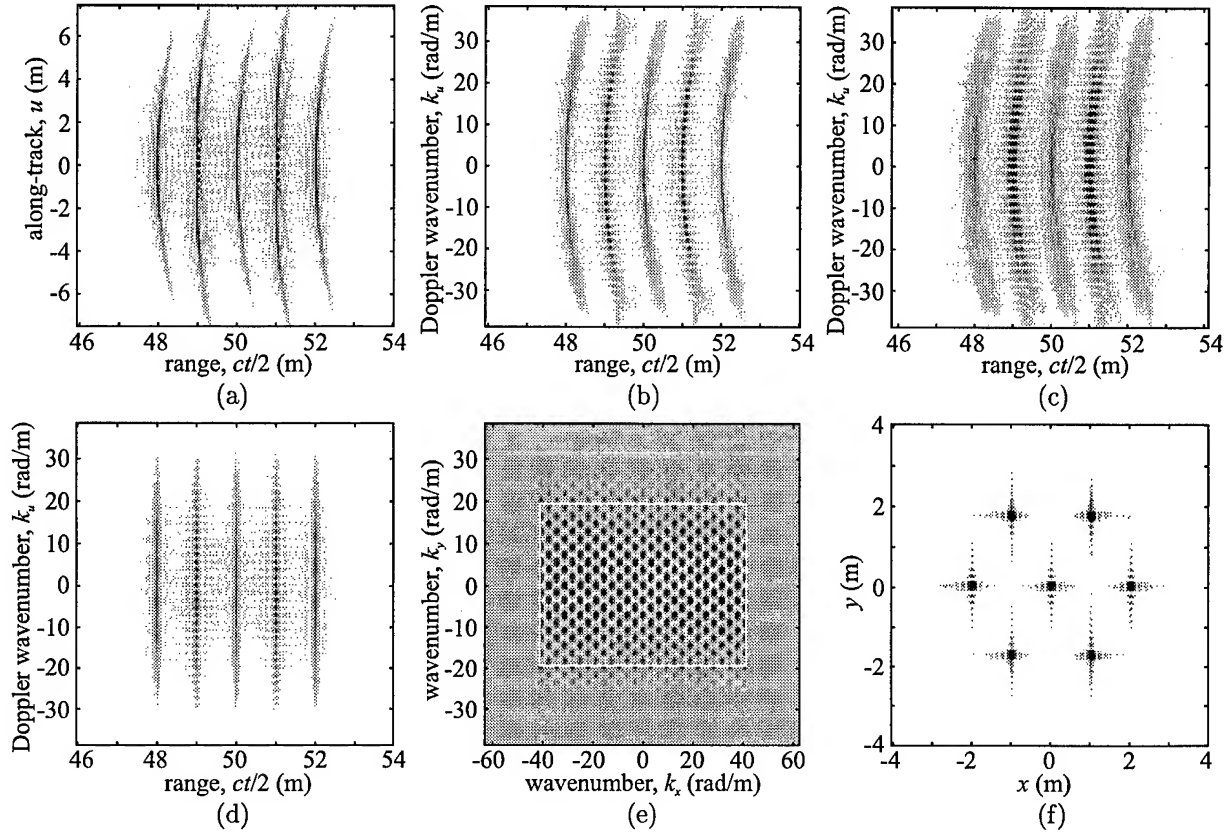 along-track, u (m)
6
4
2
0
-2
-4
-6
46 48 50 52 54
range, ct/2 (m)
(a)
Doppler wavenumber, k_u (rad/m)
30
20
10
0
-10
-20
-30
46 48 50 52 54
range, ct/2 (m)
(b)
Doppler wavenumber, k_u (rad/m)
30
20
10
0
-10
-20
-30
46 48 50 52 54
range, ct/2 (m)
(c)
Doppler wavenumber, k_u (rad/m)
30
20
10
0
-10
-20
-30
46 48 50 52 54
range, ct/2 (m)
(d)
wavenumber, k_y (rad/m)
30
20
10
0
-10
-20
-30
-60 -40 -20 0 20 40 60
wavenumber, k_x (rad/m)
(e)
y (m)
4
2
0
-2
-4
-4 -2 0 2 4
x (m)
(f)